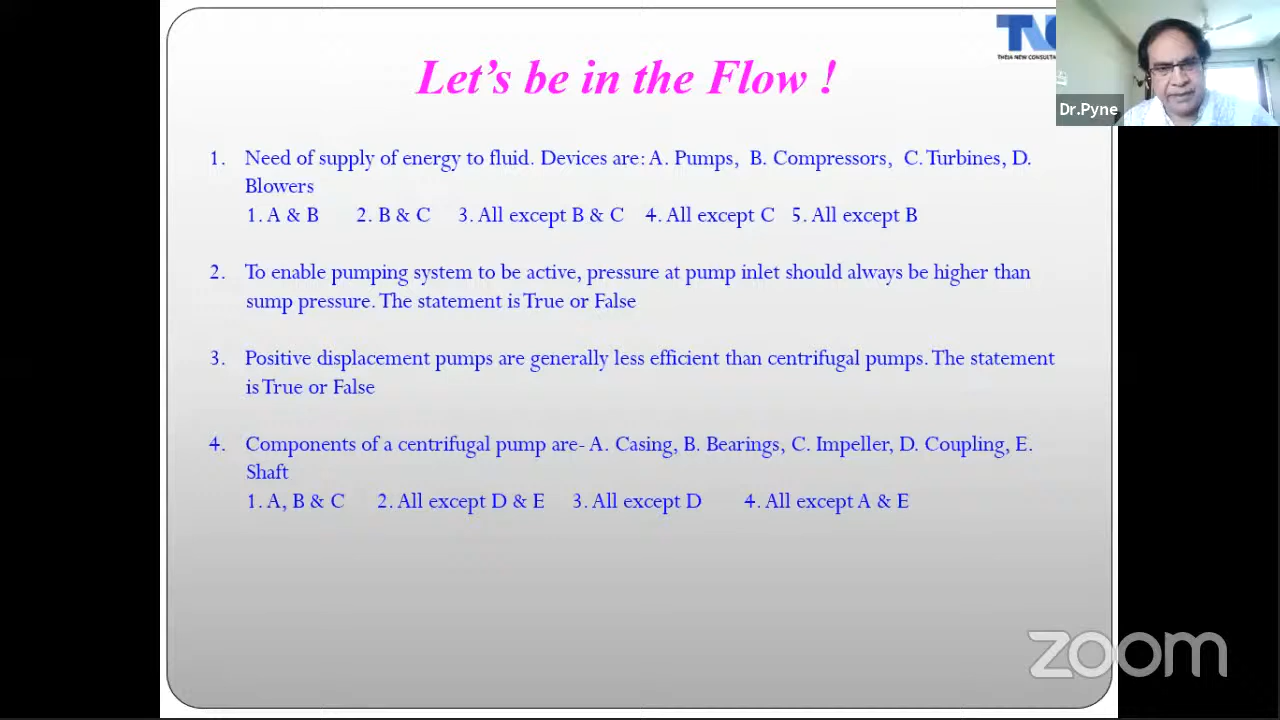 Let's be in the Flow !
1. Need of supply of energy to fluid. Devices are: A. Pumps, B. Compressors, C. Turbines, D.
Blowers
1. A & B 2. B & C 3. All except B & C 4. All except C 5. All except B
2. To enable pumping system to be active, pressure at pump inlet should always be higher than
sump pressure. The statement is True or False
3. Positive displacement pumps are generally less efficient than centrifugal pumps. The statement
is True or False
4. Components of a centrifugal pump are- A. Casing, B. Bearings, C. Impeller, D. Coupling, E.
Shaft
1. A, B & C 2. All except D & E 3. All except D 4. All except A & E
THEIA NEW CONSULTA
Dr.Pyne
zoom